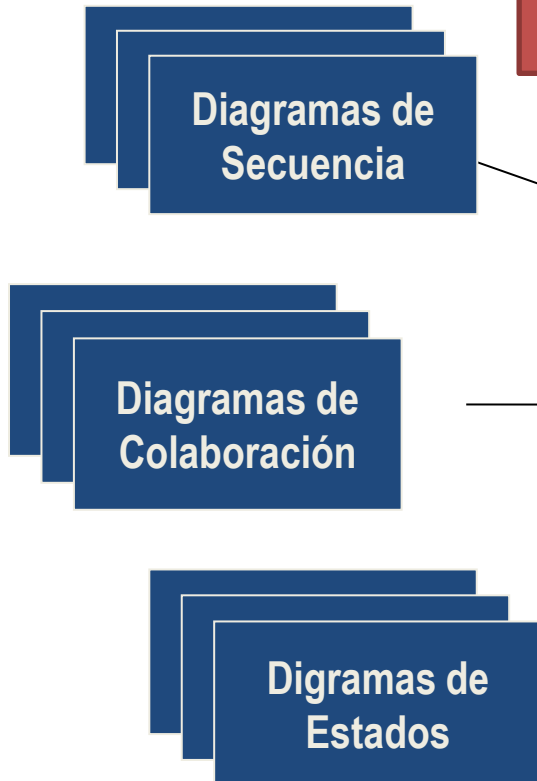 Diagramas de
Secuencia
Diagramas de
Colaboración
Digramas de
Estados